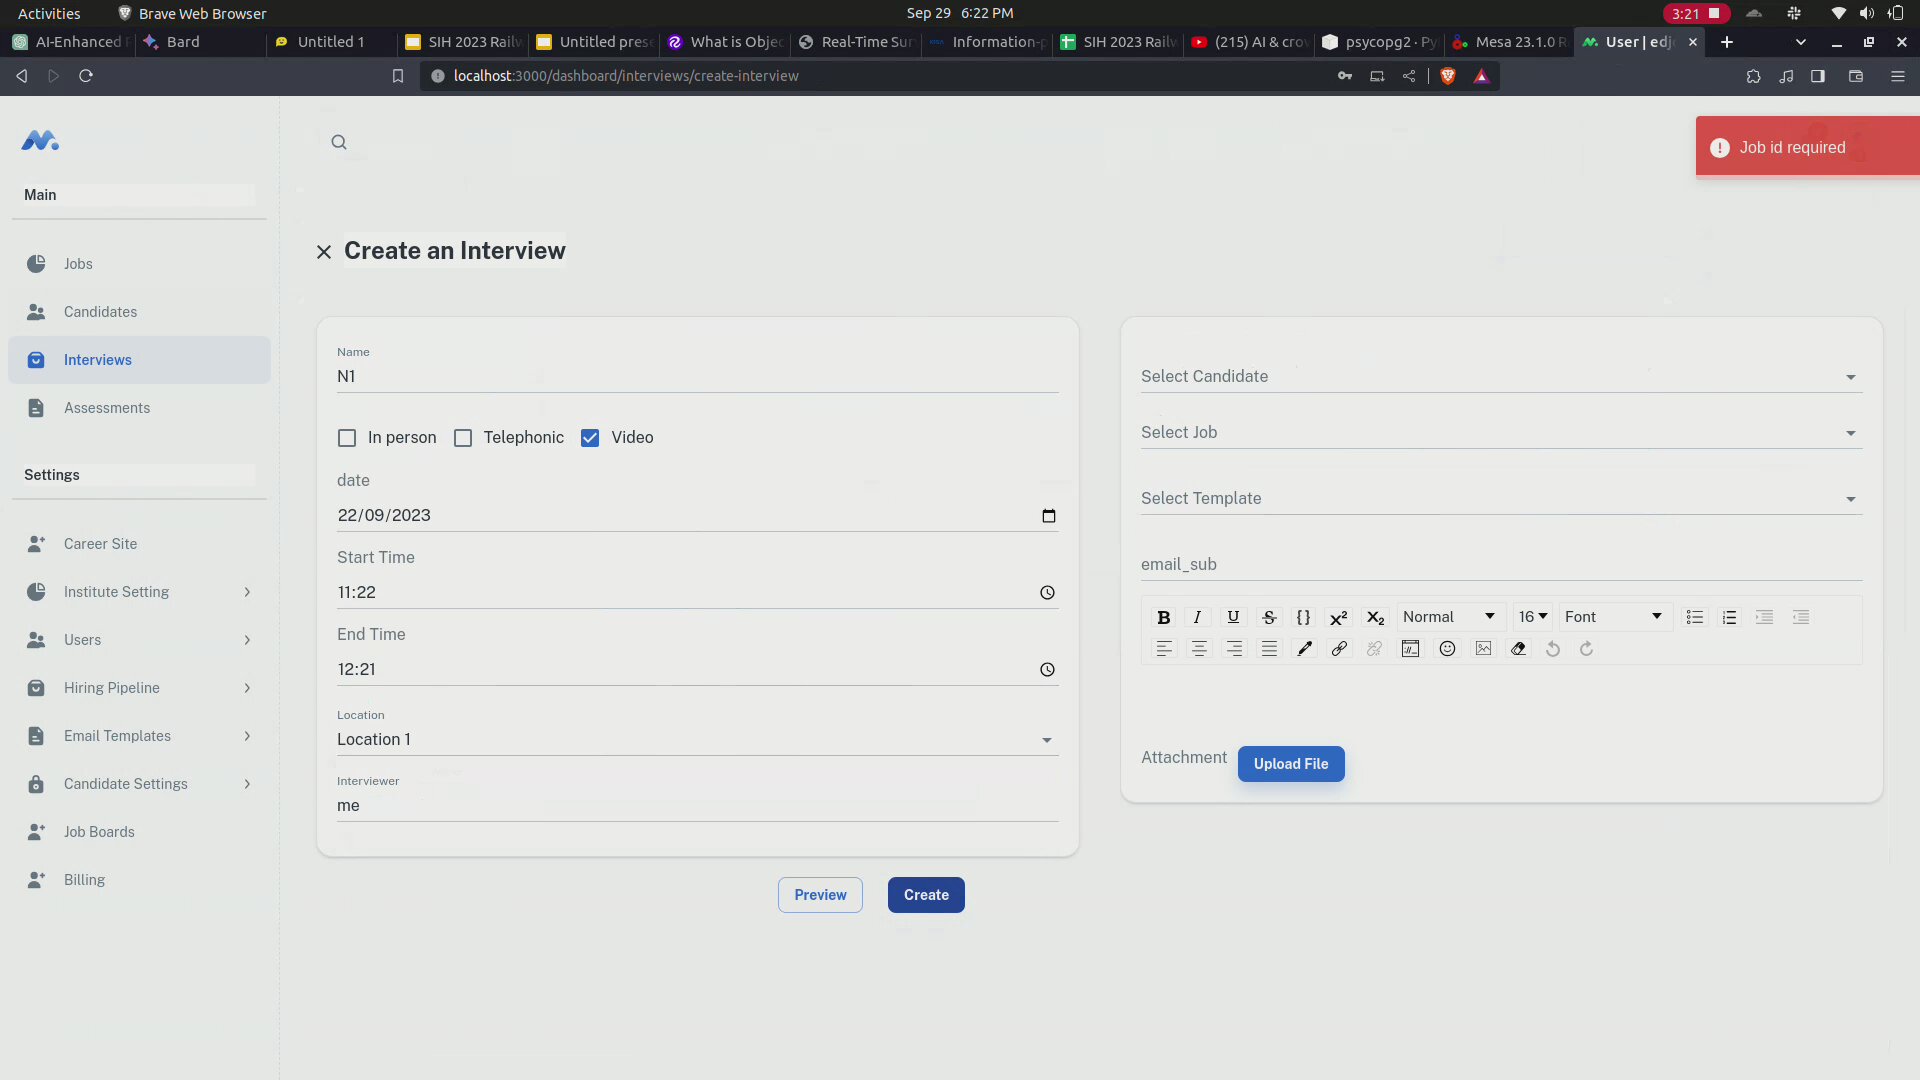 Activities
Brave Web Browser
Sep 29 6:22 PM
3:21
AI-Enhanced
Bard
Untitled 1
SIH 2023 Railw
Untitled prese
What is Objec
Real-Time Sur
Information-p
SIH 2023 Railw
(215) AI & crow
psycopg2 · Py
Mesa 23.1.0 R
User | edjo
localhost:3000/dashboard/interviews/create-interview
Job id required
Main
Jobs
Candidates
Interviews
Assessments
Settings
Career Site
Institute Setting
Users
Hiring Pipeline
Email Templates
Candidate Settings
Job Boards
Billing
Create an Interview
Name
N1
In person
Telephonic
Video
date
22/09/2023
Start Time
11:22
End Time
12:21
Location
Location 1
Interviewer
me
Select Candidate
Select Job
Select Template
email_sub
B I U S {} x² x₂ Normal 16 Font
Attachment
Upload File
Preview
Create